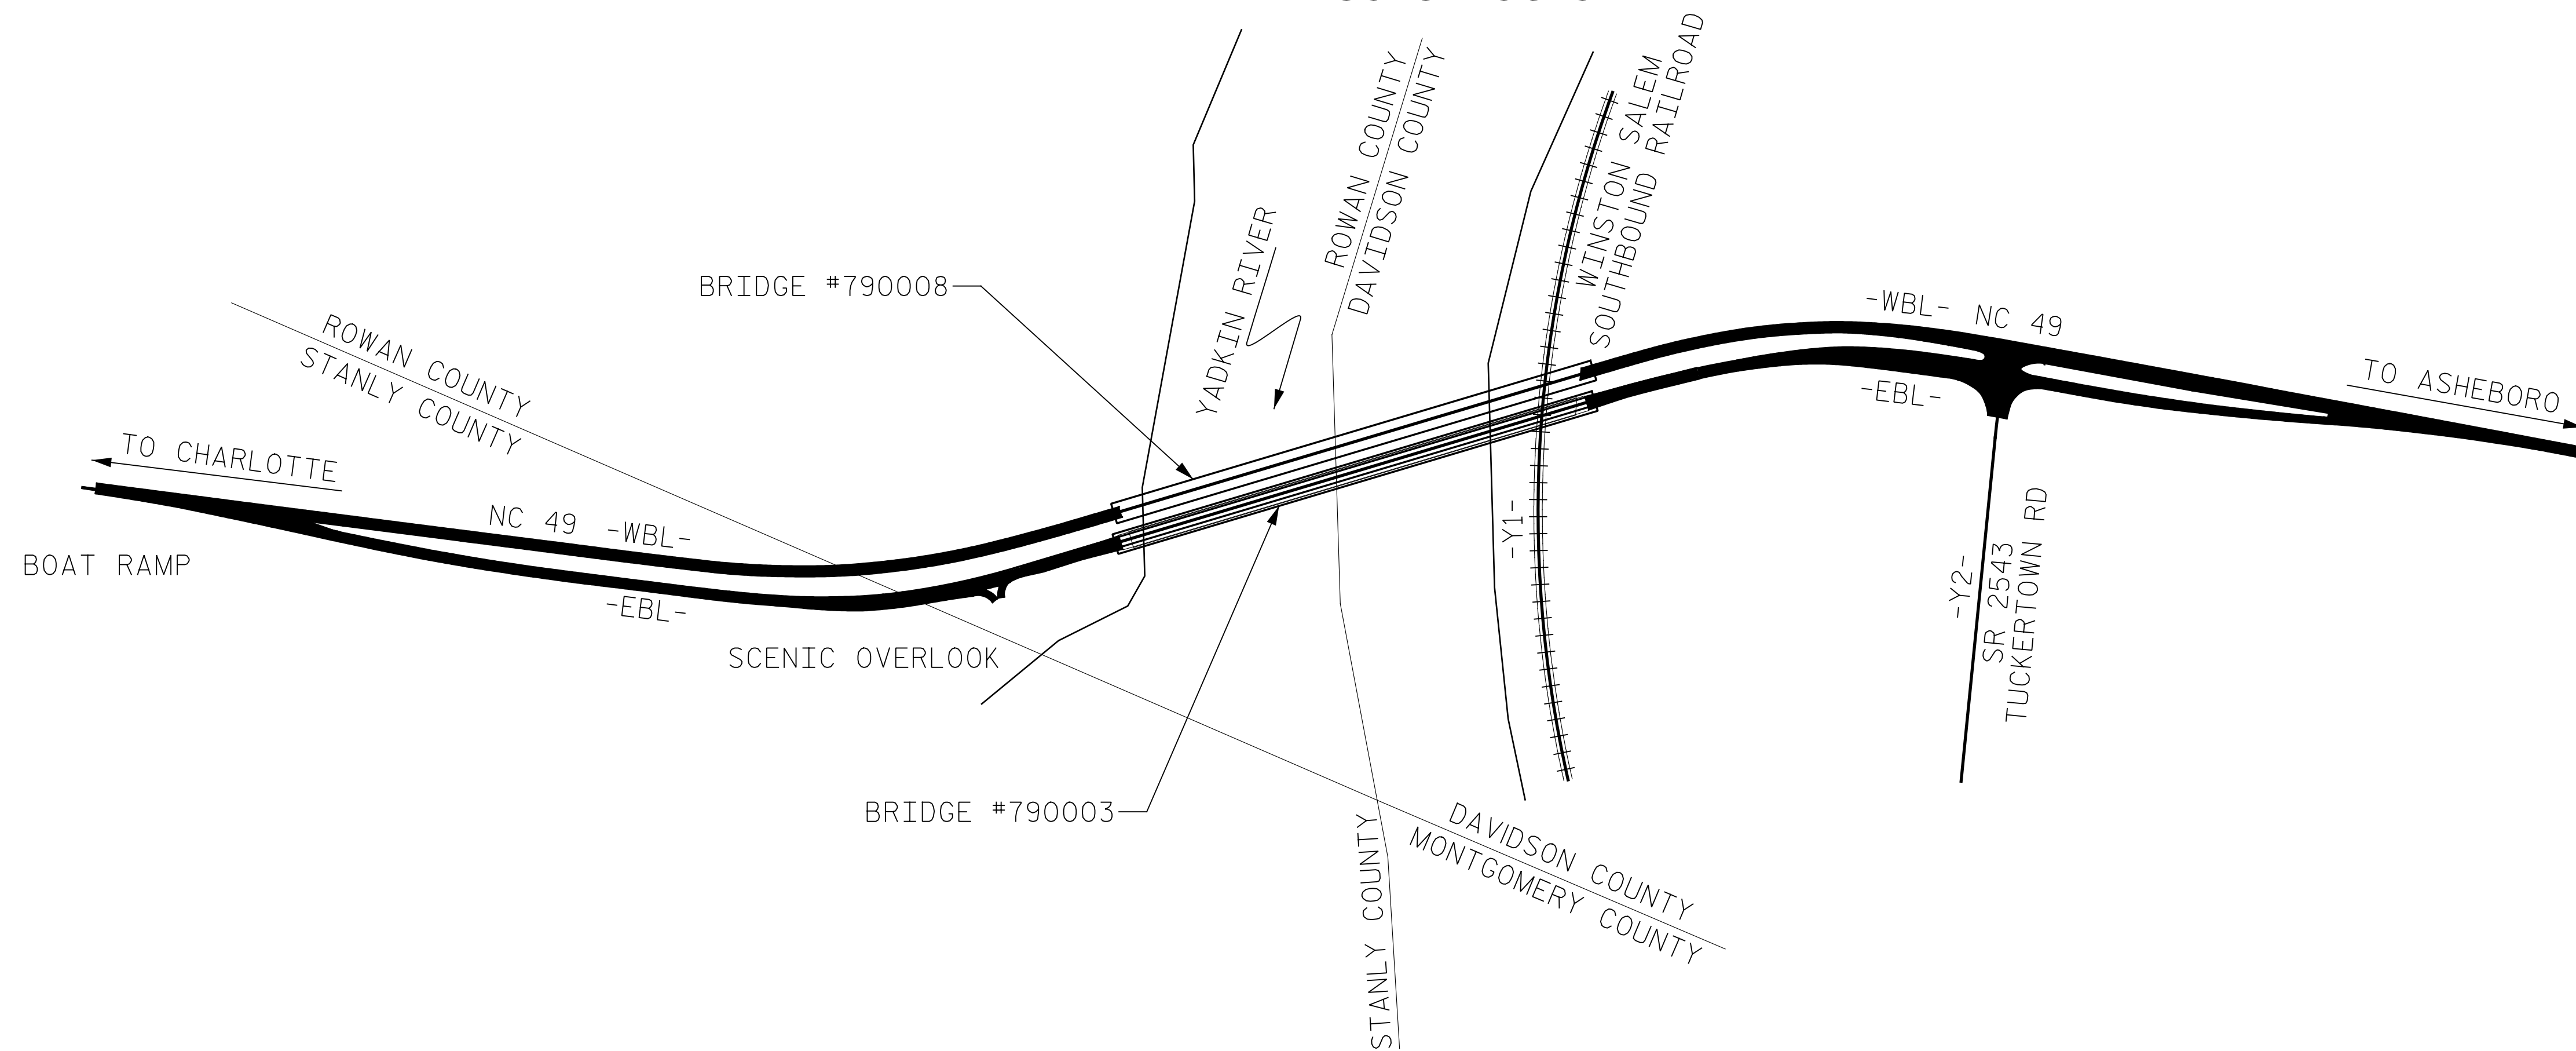 WINSTON SALEM
SOUTHBOUND RAILROAD
ROWAN COUNTY
DAVIDSON COUNTY
YADKIN RIVER
BRIDGE #790008
ROWAN COUNTY
STANLY COUNTY
-WBL- NC 49
-EBL-
TO ASHEBORO
TO CHARLOTTE
NC 49 -WBL-
-EBL-
BOAT RAMP
SCENIC OVERLOOK
-Y1-
-Y2-
SR 2543
TUCKERTOWN RD
BRIDGE #790003
DAVIDSON COUNTY
MONTGOMERY COUNTY
STANLY COUNTY